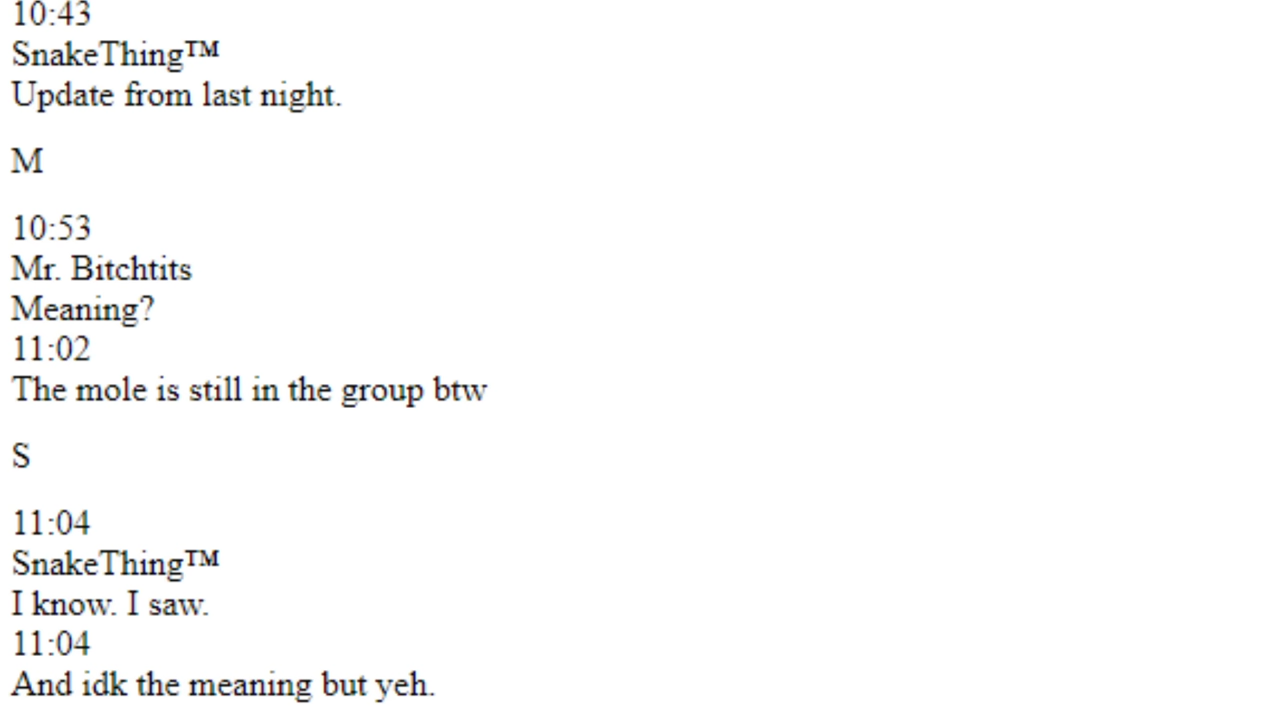 10:43
SnakeThing™
Update from last night.
M
10:53
Mr. Bitchtits
Meaning?
11:02
The mole is still in the group btw
S
11:04
SnakeThing™
I know. I saw.
11:04
And idk the meaning but yeh.